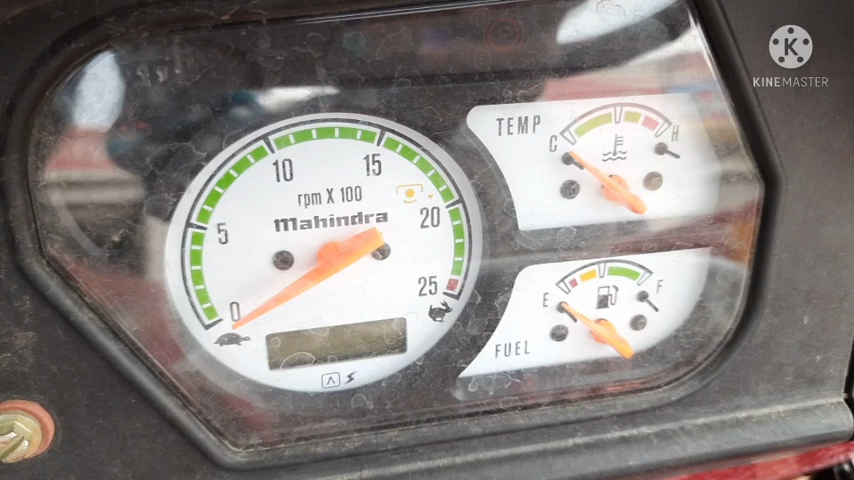 K
KINEMASTER
TEMP
C
H
10
15
rpm X 100
Mahindra
5
20
25
0
E
F
FUEL
A